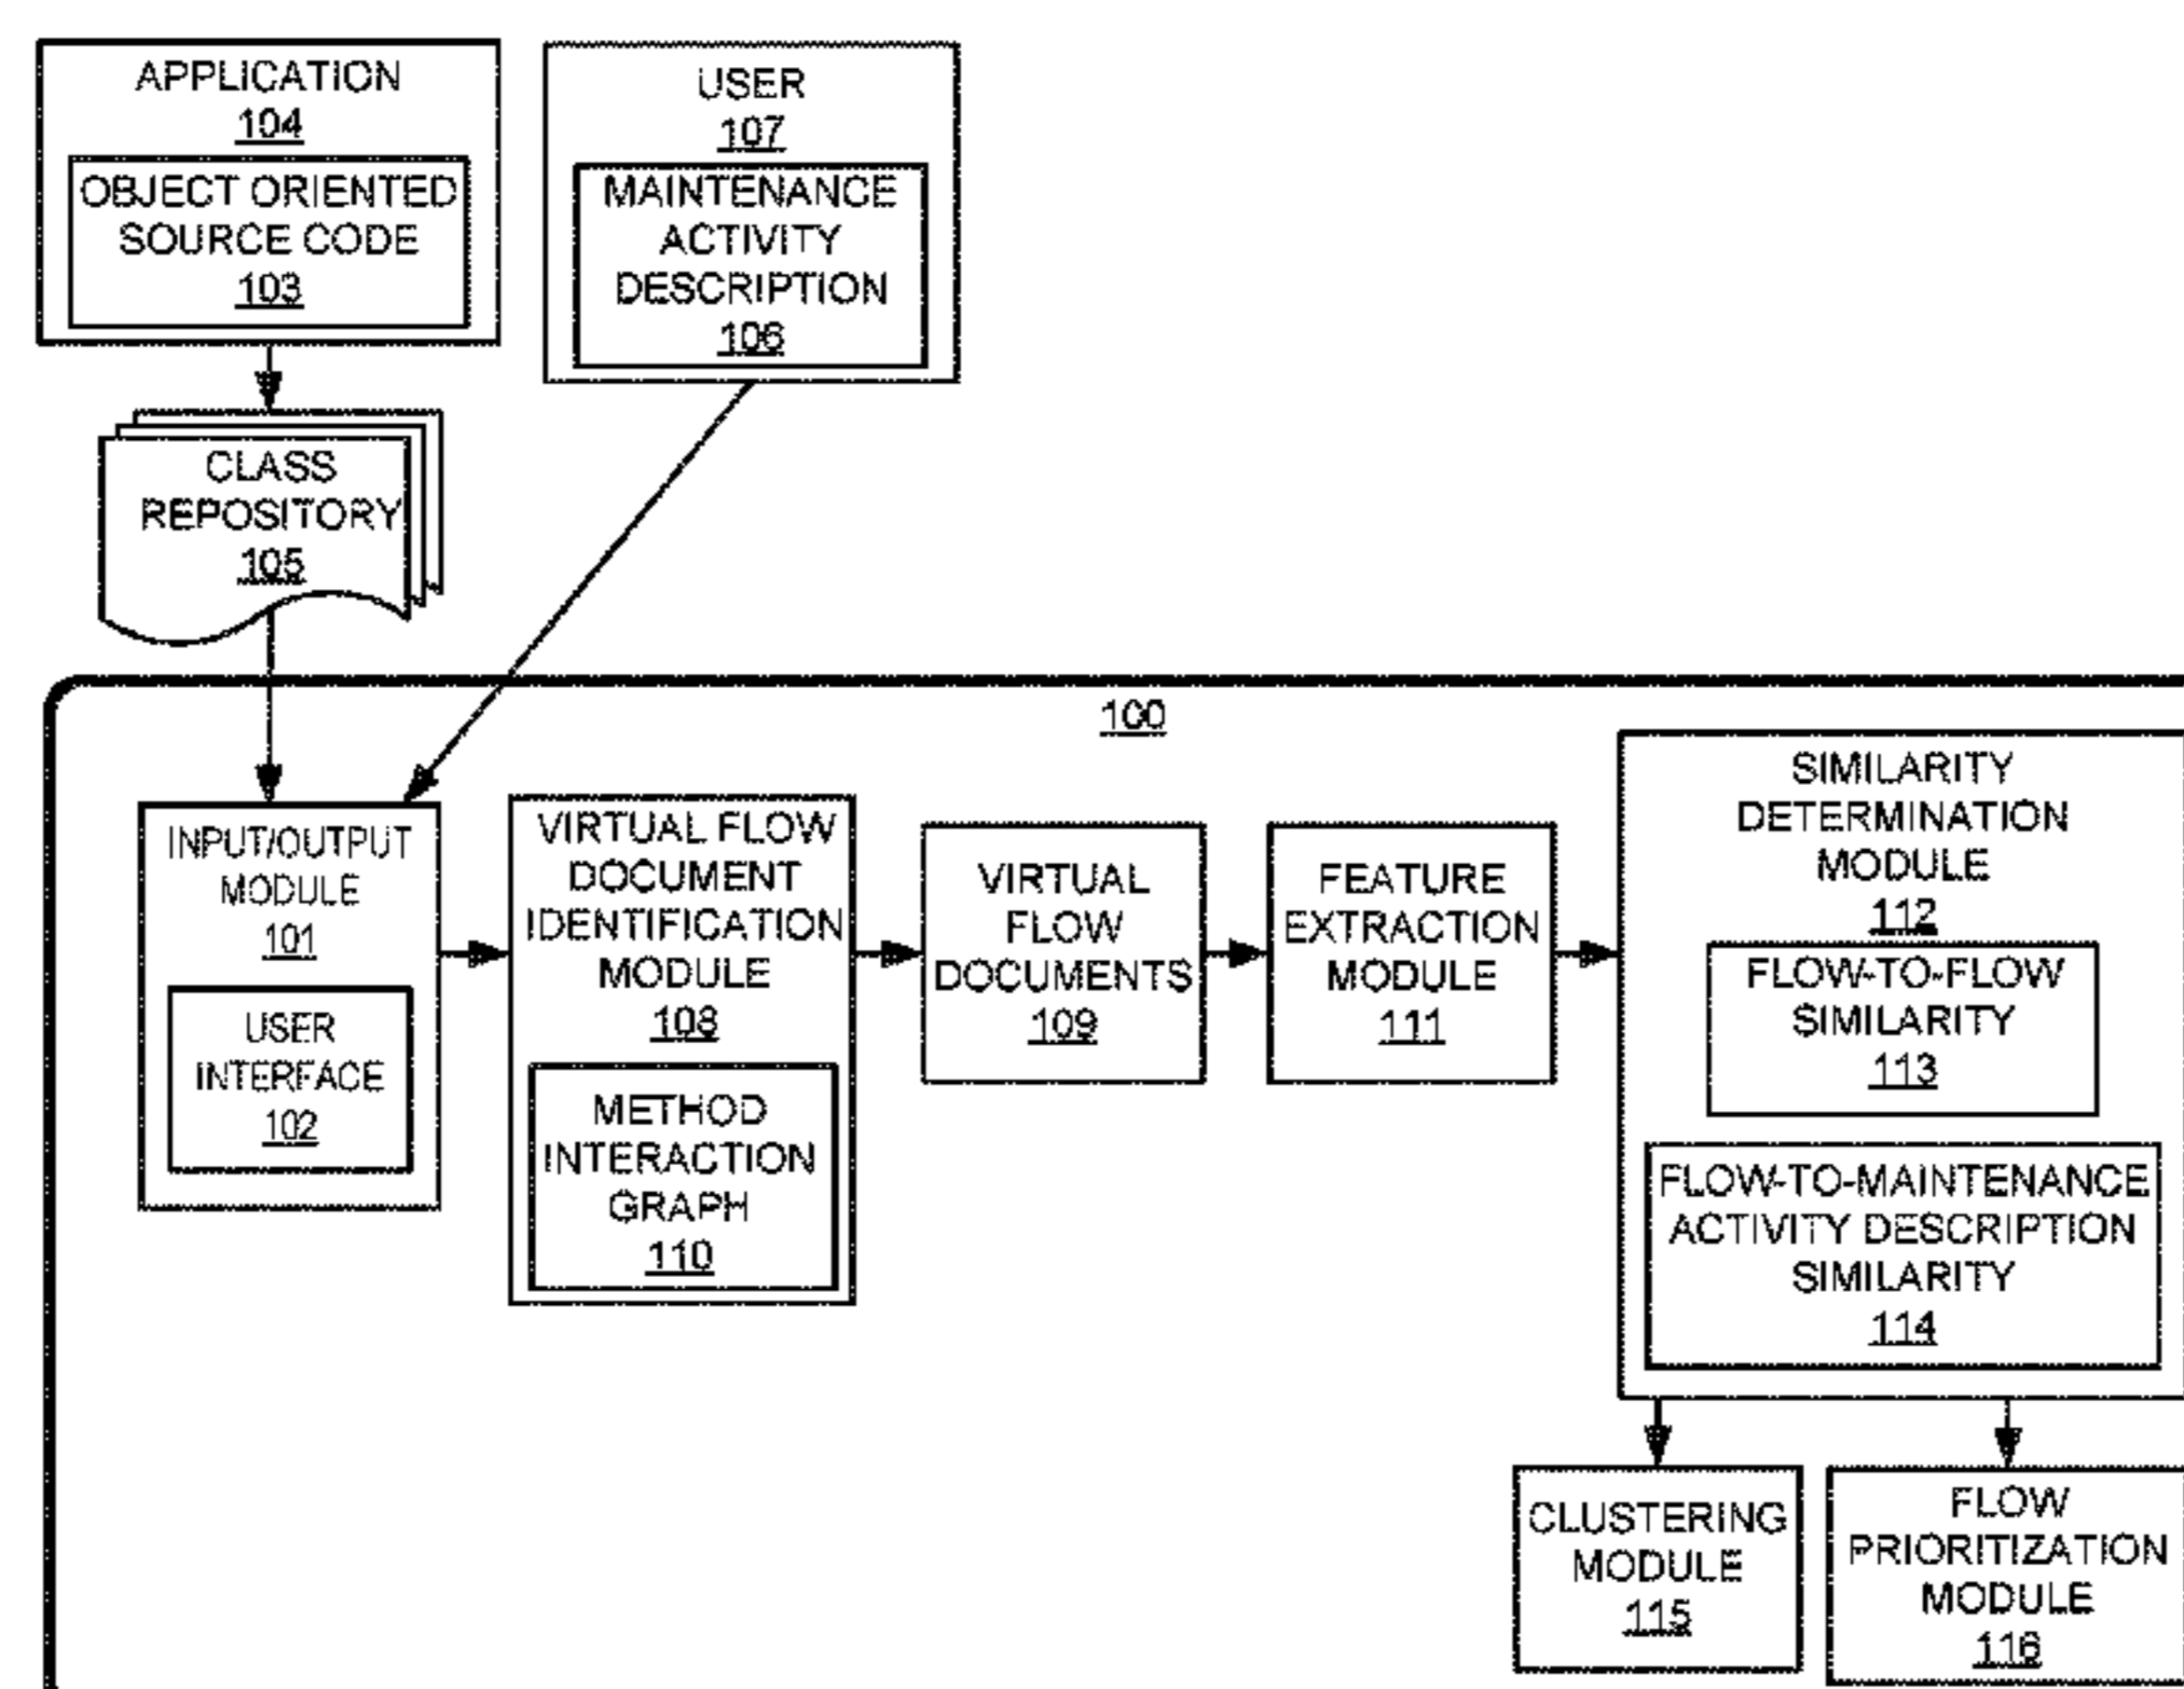 APPLICATION
104
OBJECT ORIENTED
SOURCE CODE
103
USER
107
MAINTENANCE
ACTIVITY
DESCRIPTION
106
CLASS
REPOSITORY
105
100
INPUT/OUTPUT
MODULE
101
USER
INTERFACE
102
VIRTUAL FLOW
DOCUMENT
IDENTIFICATION
MODULE
108
METHOD
INTERACTION
GRAPH
110
VIRTUAL
FLOW
DOCUMENTS
109
FEATURE
EXTRACTION
MODULE
111
SIMILARITY
DETERMINATION
MODULE
112
FLOW-TO-FLOW
SIMILARITY
113
FLOW-TO-MAINTENANCE
ACTIVITY DESCRIPTION
SIMILARITY
114
CLUSTERING
MODULE
115
FLOW
PRIORITIZATION
MODULE
116